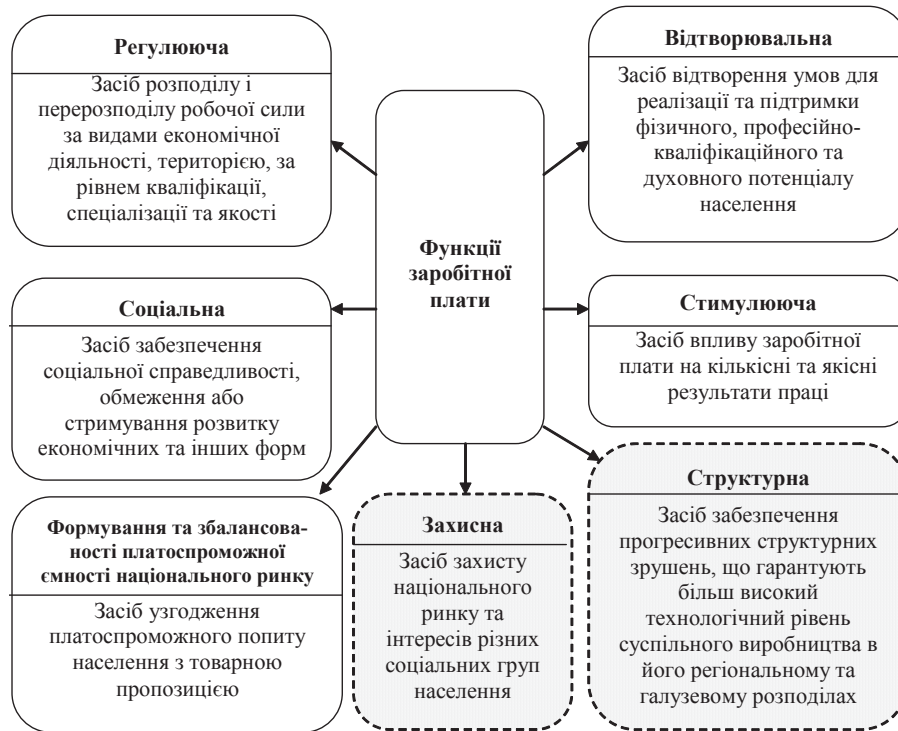 Регулююча
Засіб розподілу і
перерозподілу робочої сили
за видами економічної
діяльності, територією, за
рівнем кваліфікації,
спеціалізації та якості
Відтворювальна
Засіб відтворення умов для
реалізації та підтримки
фізичного, професійно-
кваліфікаційного та
духовного потенціалу
населення
Функції
заробітної
плати
Соціальна
Засіб забезпечення
соціальної справедливості,
обмеження або
стримування розвитку
економічних та інших форм
Стимулююча
Засіб впливу заробітної
плати на кількісні та якісні
результати праці
Формування та збалансова-
ності платоспроможної
ємності національного ринку
Засіб узгодження
платоспроможного попиту
населення з товарною
пропозицією
Захисна
Засіб захисту
національного
ринку та
інтересів різних
соціальних груп
населення
Структурна
Засіб забезпечення
прогресивних структурних
зрушень, що гарантують
більш високий
технологічний рівень
суспільного виробництва в
його регіональному та
галузевому розподілах